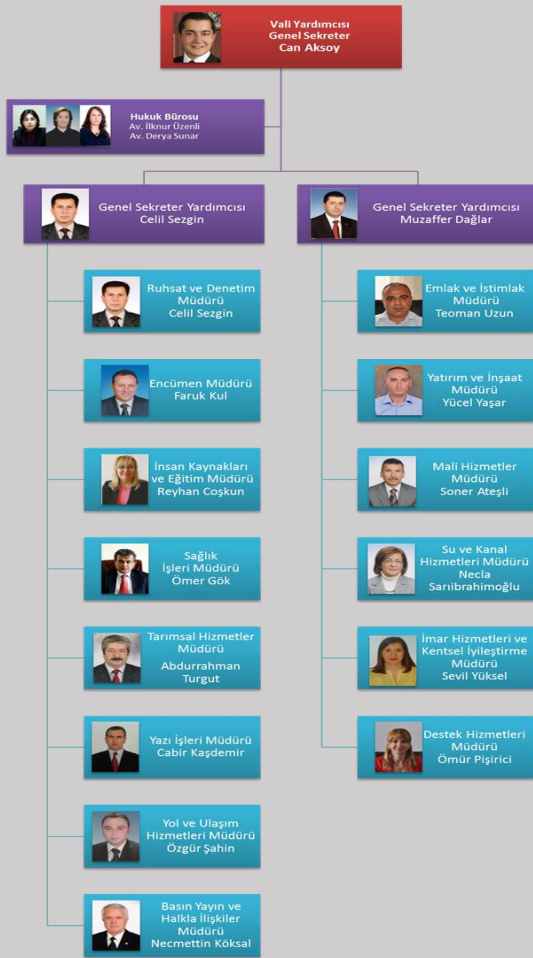 Vali Yardımcısı
Genel Sekreter
Can Aksoy
Hukuk Bürosu
Av. İlknur Üzenli
Av. Derya Sunar
Genel Sekreter Yardımcısı
Celil Sezgin
Genel Sekreter Yardımcısı
Muzaffer Dağlar
Ruhsat ve Denetim
Müdürü
Celil Sezgin
Encümen Müdürü
Faruk Kul
İnsan Kaynakları
ve Eğitim Müdürü
Reyhan Coşkun
Sağlık
İşleri Müdürü
Ömer Gök
Tarımsal Hizmetler
Müdürü
Abdurrahman
Turgut
Yazı İşleri Müdürü
Cabir Kaşdemir
Yol ve Ulaşım
Hizmetleri Müdürü
Özgür Şahin
Basın Yayın ve
Halkla İlişkiler
Müdürü
Necmettin Köksal
Emlak ve İstimlak
Müdürü
Teoman Uzun
Yatırım ve İnşaat
Müdürü
Yücel Yaşar
Mali Hizmetler
Müdürü
Soner Ateşli
Su ve Kanal
Hizmetleri Müdürü
Necla
Sarıibrahimoğlu
İmar Hizmetleri ve
Kentsel İyileştirme
Müdürü
Sevil Yüksel
Destek Hizmetleri
Müdürü
Ömür Pişirici